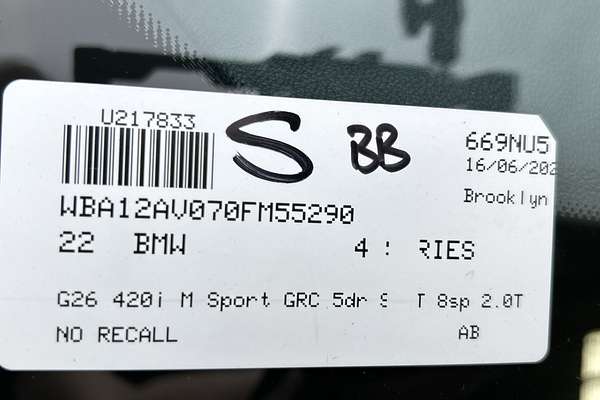 U217833
S BB
669NU5
16/06/202
Brooklyn
WBA12AV070FM55290
22 BMW 4 : RIES
G26 420i M Sport GRC 5dr S T 8sp 2.0T
NO RECALL AB